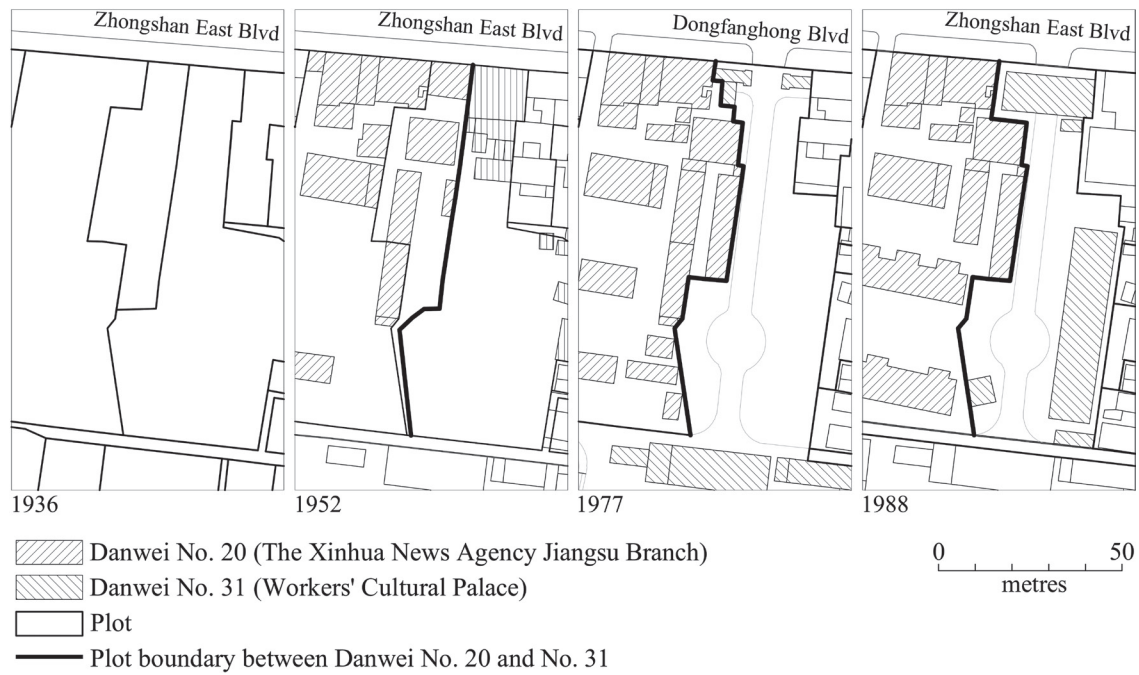 Zhongshan East Blvd
Zhongshan East Blvd
Dongfanghong Blvd
Zhongshan East Blvd
1936
1952
1977
1988
Danwei No. 20 (The Xinhua News Agency Jiangsu Branch)
Danwei No. 31 (Workers' Cultural Palace)
Plot
Plot boundary between Danwei No. 20 and No. 31
0 50
metres